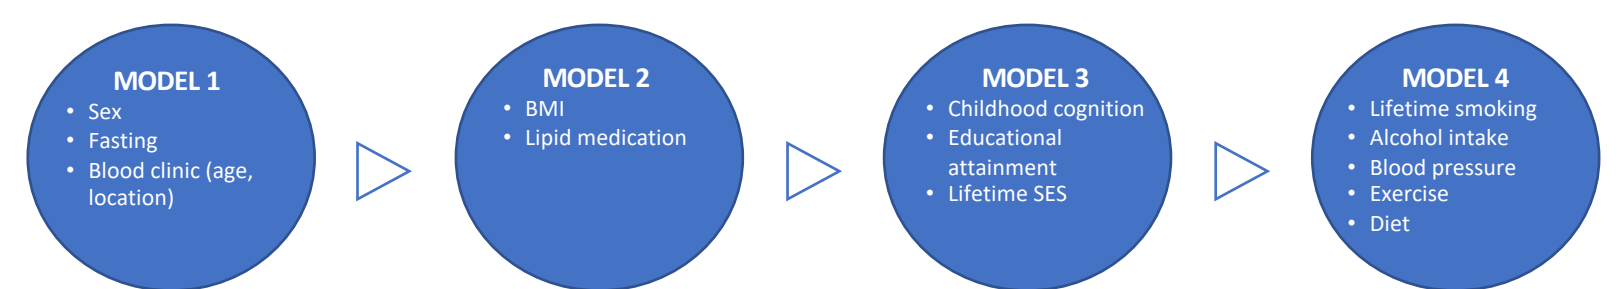 MODEL 1
• Sex
• Fasting
• Blood clinic (age,
location)
MODEL 2
• BMI
• Lipid medication
MODEL 3
• Childhood cognition
• Educational
attainment
• Lifetime SES
MODEL 4
• Lifetime smoking
• Alcohol intake
• Blood pressure
• Exercise
• Diet